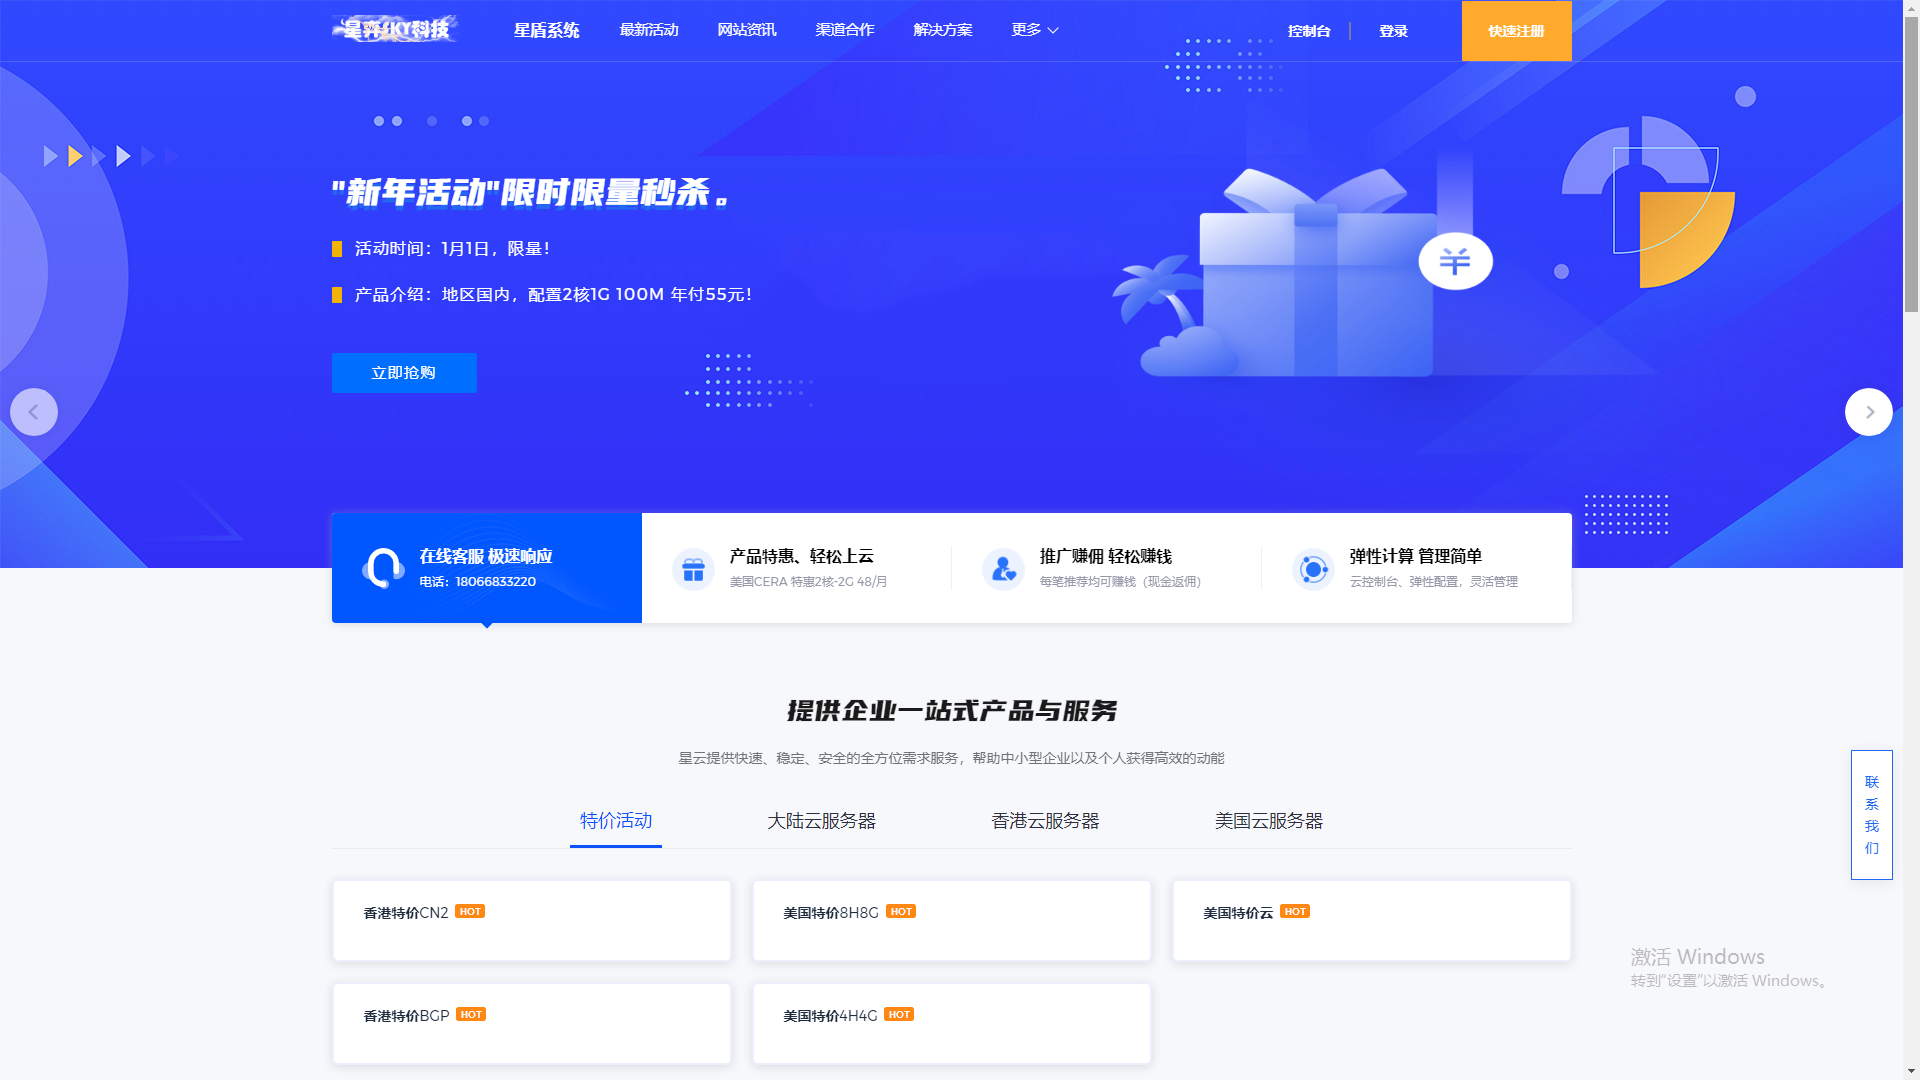 星弈SKY科技
星盾系统
最新活动
网站资讯
渠道合作
解决方案
更多
控制台
登录
快速注册
"新年活动"限时限量秒杀。
活动时间：1月1日，限量！
产品介绍：地区国内，配置2核1G 100M 年付55元！
立即抢购
在线客服 极速响应
电话：18066833220
产品特惠、轻松上云
美国CERA 特惠2核-2G 48/月
推广赚佣 轻松赚钱
每笔推荐均可赚钱（现金返佣）
弹性计算 管理简单
云控制台、弹性配置，灵活管理
提供企业一站式产品与服务
星云提供快速、稳定、安全的全方位需求服务，帮助中小型企业以及个人获得高效的动能
特价活动
大陆云服务器
香港云服务器
美国云服务器
香港特价CN2 HOT
美国特价8H8G HOT
美国特价云 HOT
香港特价BGP HOT
美国特价4H4G HOT
联
系
我
们
激活 Windows
转到"设置"以激活 Windows。